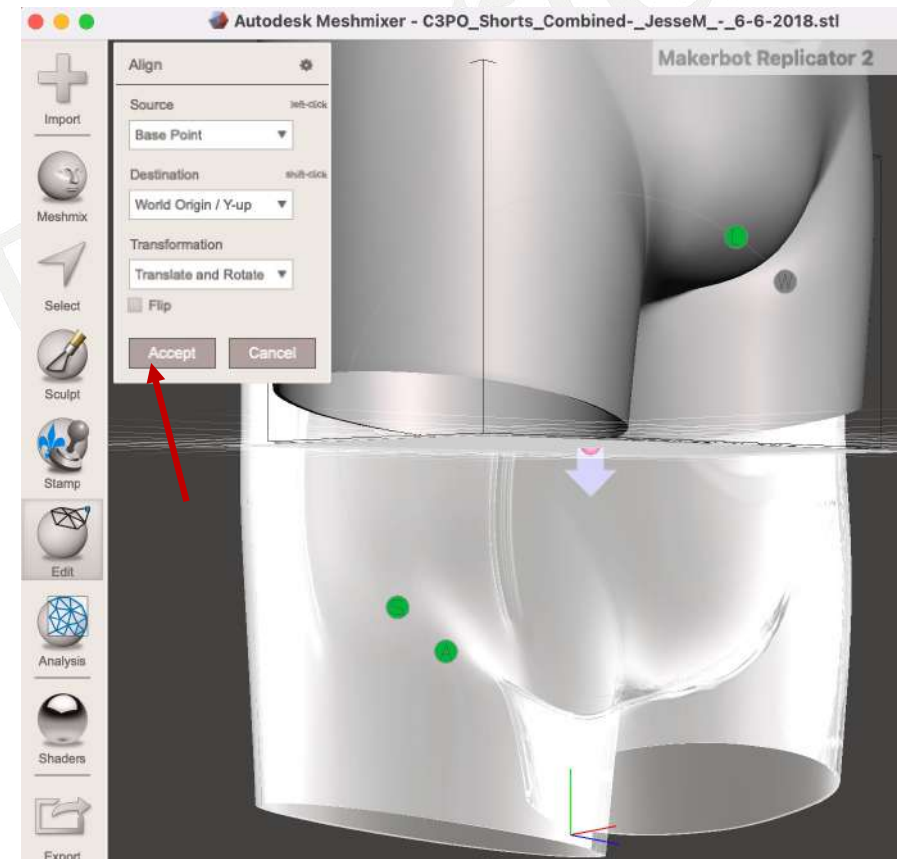 Autodesk Meshmixer - C3PO_Shorts_Combined-_JesseM_-_6-6-2018.stl
Makerbot Replicator 2
Import
Meshmix
Select
Sculpt
Stamp
Edit
Analysis
Shaders
Export
Align
Source left-click
Base Point
Destination shift-click
World Origin / Y-up
Transformation
Translate and Rotate
Flip
Accept Cancel
L
W
S
A